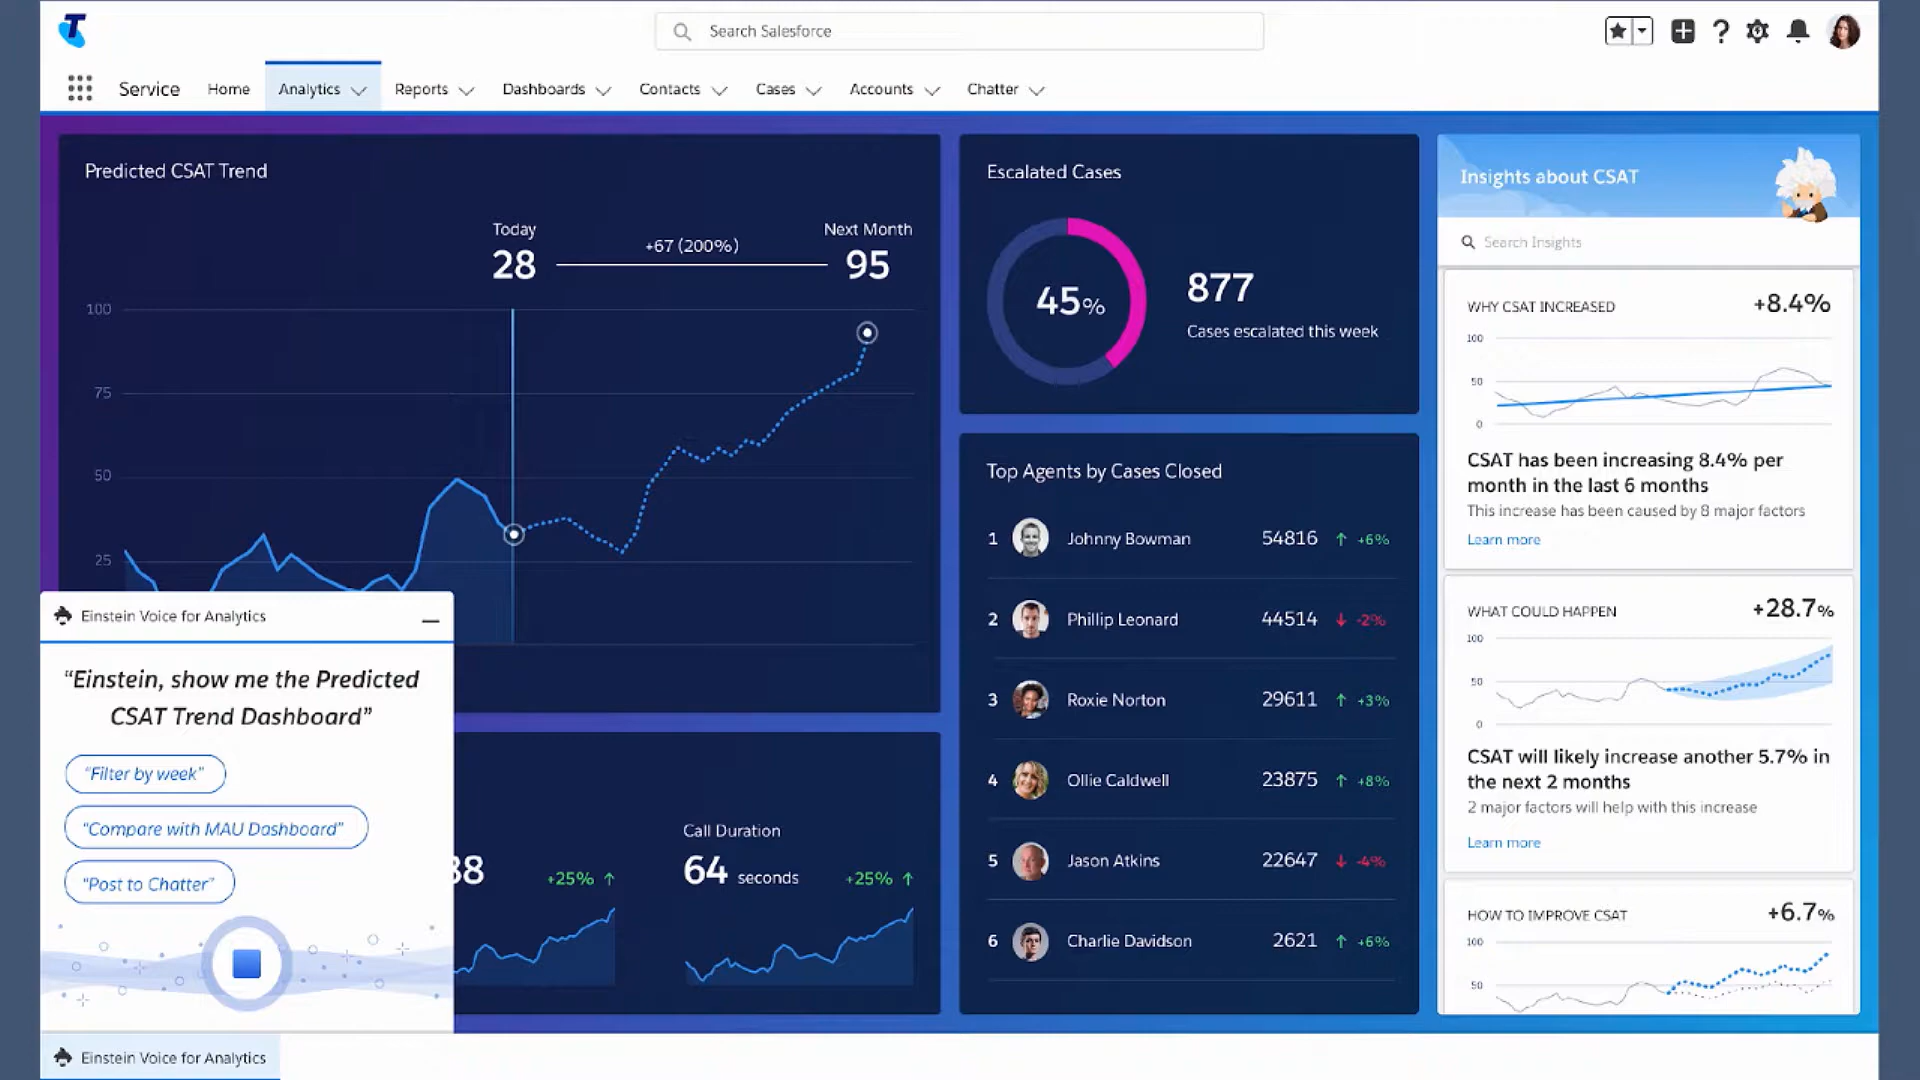 T
Search Salesforce
Service
Home
Analytics
Reports
Dashboards
Contacts
Cases
Accounts
Chatter
Predicted CSAT Trend
Today
28
+67 (200%)
Next Month
95
100
75
50
25
Escalated Cases
45%
877
Cases escalated this week
Top Agents by Cases Closed
1 Johnny Bowman 54816 ↑ +6%
2 Phillip Leonard 44514 ↓ -2%
3 Roxie Norton 29611 ↑ +3%
4 Ollie Caldwell 23875 ↑ +8%
5 Jason Atkins 22647 ↓ -4%
6 Charlie Davidson 2621 ↑ +6%
Insights about CSAT
Search Insights
WHY CSAT INCREASED +8.4%
100
50
0
CSAT has been increasing 8.4% per
month in the last 6 months
This increase has been caused by 8 major factors
Learn more
WHAT COULD HAPPEN +28.7%
100
50
0
CSAT will likely increase another 5.7% in
the next 2 months
2 major factors will help with this increase
Learn more
HOW TO IMPROVE CSAT +6.7%
100
50
Einstein Voice for Analytics
“Einstein, show me the Predicted
CSAT Trend Dashboard”
“Filter by week”
“Compare with MAU Dashboard”
“Post to Chatter”
+25% ↑
Call Duration
64 seconds
+25% ↑
Einstein Voice for Analytics